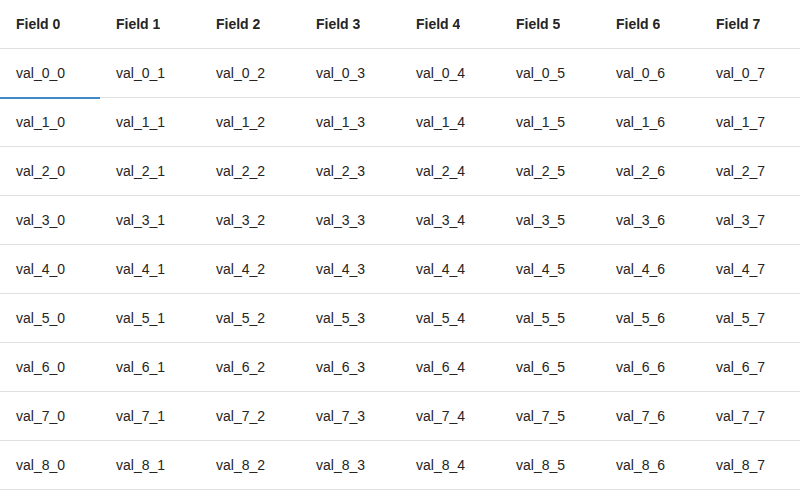 Field 0 Field 1 Field 2 Field 3 Field 4 Field 5 Field 6 Field 7
val_0_0 val_0_1 val_0_2 val_0_3 val_0_4 val_0_5 val_0_6 val_0_7
val_1_0 val_1_1 val_1_2 val_1_3 val_1_4 val_1_5 val_1_6 val_1_7
val_2_0 val_2_1 val_2_2 val_2_3 val_2_4 val_2_5 val_2_6 val_2_7
val_3_0 val_3_1 val_3_2 val_3_3 val_3_4 val_3_5 val_3_6 val_3_7
val_4_0 val_4_1 val_4_2 val_4_3 val_4_4 val_4_5 val_4_6 val_4_7
val_5_0 val_5_1 val_5_2 val_5_3 val_5_4 val_5_5 val_5_6 val_5_7
val_6_0 val_6_1 val_6_2 val_6_3 val_6_4 val_6_5 val_6_6 val_6_7
val_7_0 val_7_1 val_7_2 val_7_3 val_7_4 val_7_5 val_7_6 val_7_7
val_8_0 val_8_1 val_8_2 val_8_3 val_8_4 val_8_5 val_8_6 val_8_7